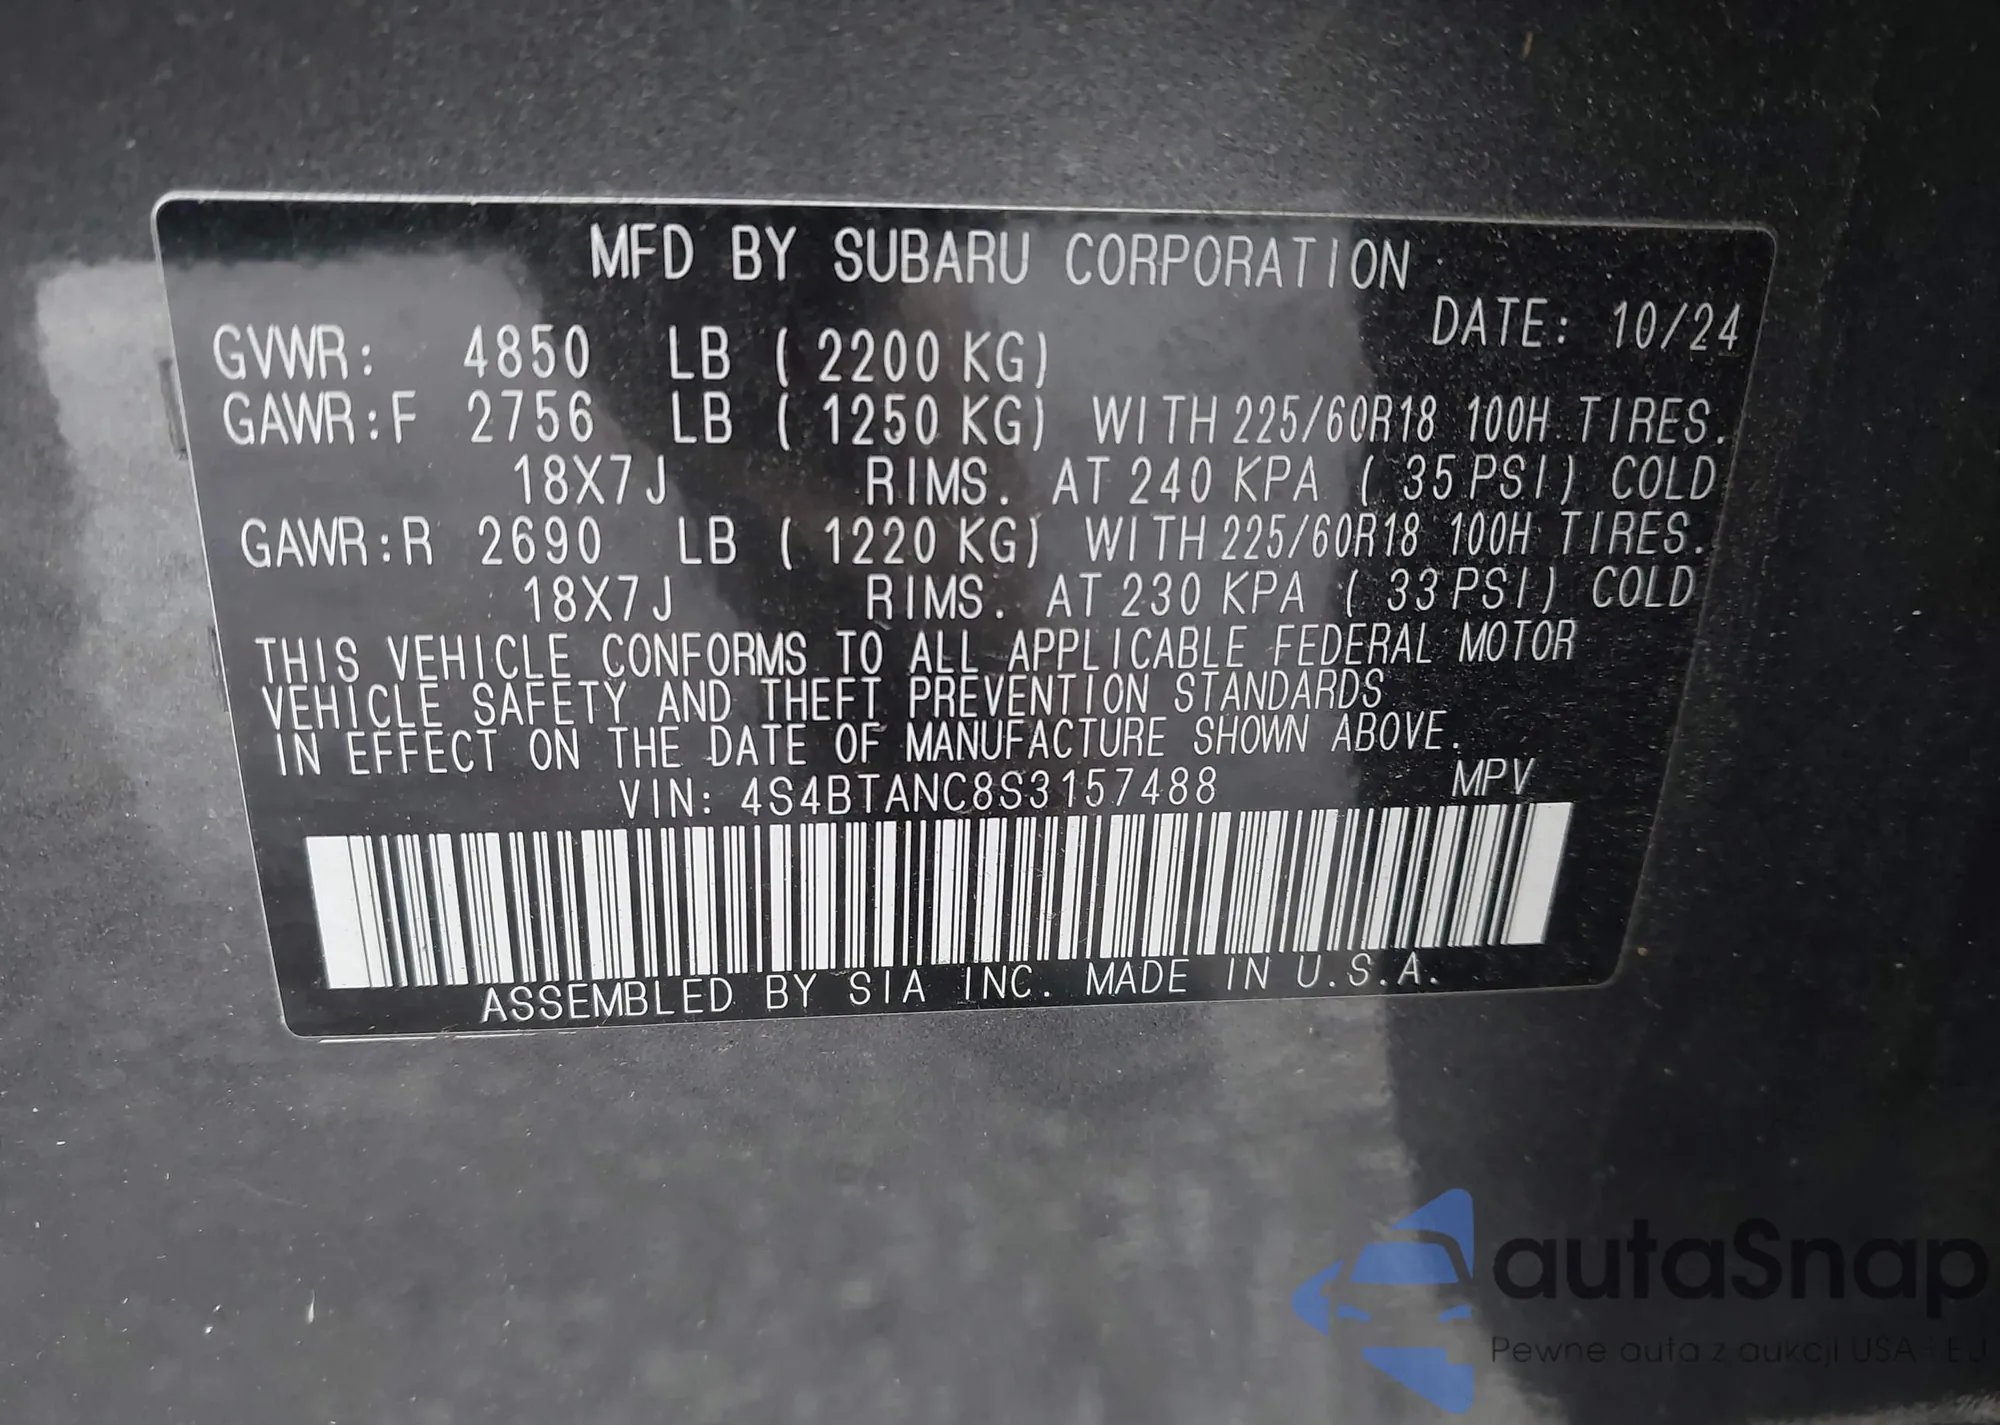 MFD BY SUBARU CORPORATION
DATE: 10/24
GVWR: 4850 LB ( 2200 KG)
GAWR:F 2756 LB ( 1250 KG) WITH 225/60R18 100H TIRES.
18X7J RIMS. AT 240 KPA ( 35 PSI) COLD
GAWR:R 2690 LB ( 1220 KG) WITH 225/60R18 100H TIRES.
18X7J RIMS. AT 230 KPA ( 33 PSI) COLD
THIS VEHICLE CONFORMS TO ALL APPLICABLE FEDERAL MOTOR
VEHICLE SAFETY AND THEFT PREVENTION STANDARDS
IN EFFECT ON THE DATE OF MANUFACTURE SHOWN ABOVE.
VIN: 4S4BTANC8S3157488 MPV
ASSEMBLED BY SIA INC. MADE IN U.S.A.
autaSnap
Pewne auta z aukcji USA i EU